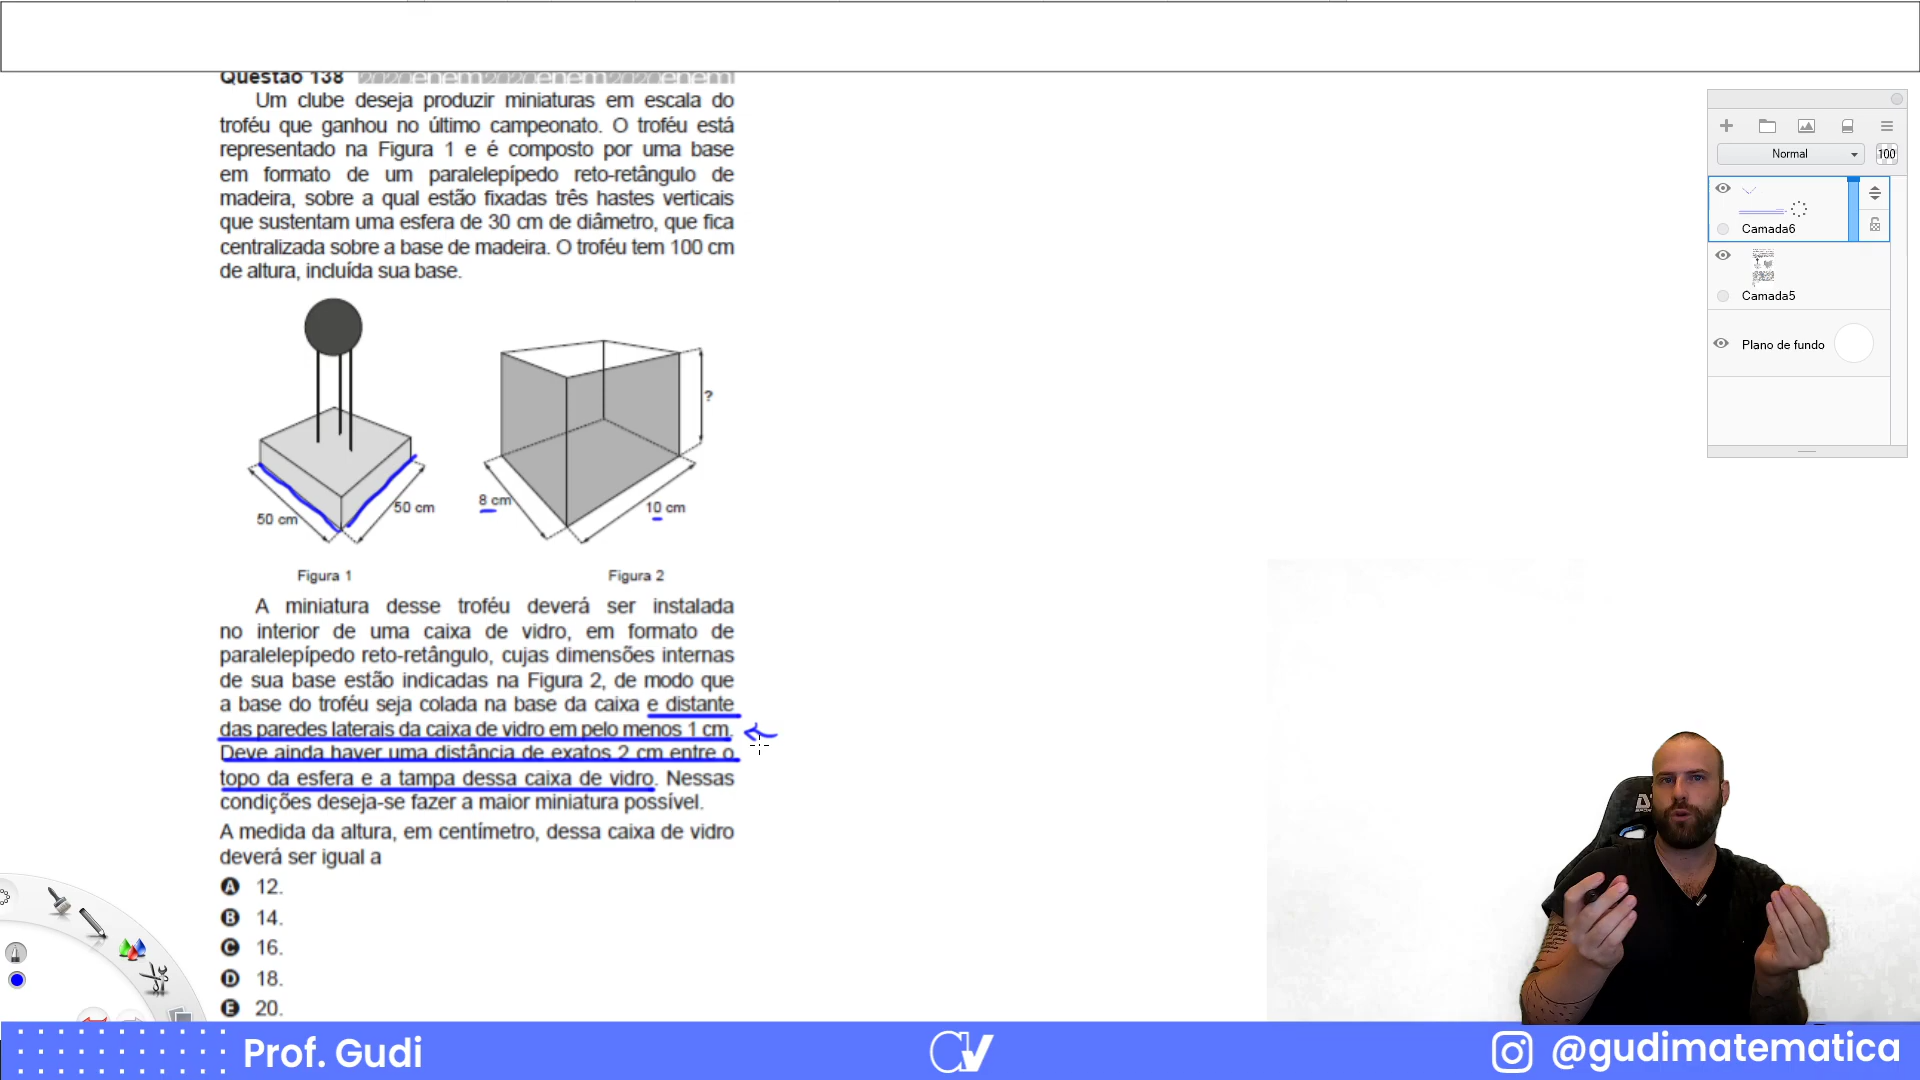 Questão 138 2020enem2020enem2020enem
Um clube deseja produzir miniaturas em escala do
troféu que ganhou no último campeonato. O troféu está
representado na Figura 1 e é composto por uma base
em formato de um paralelepípedo reto-retângulo de
madeira, sobre a qual estão fixadas três hastes verticais
que sustentam uma esfera de 30 cm de diâmetro, que fica
centralizada sobre a base de madeira. O troféu tem 100 cm
de altura, incluída sua base.
?
8 cm
10 cm
50 cm
50 cm
Figura 1
Figura 2
A miniatura desse troféu deverá ser instalada
no interior de uma caixa de vidro, em formato de
paralelepípedo reto-retângulo, cujas dimensões internas
de sua base estão indicadas na Figura 2, de modo que
a base do troféu seja colada na base da caixa e distante
das paredes laterais da caixa de vidro em pelo menos 1 cm.
Deve ainda haver uma distância de exatos 2 cm entre o
topo da esfera e a tampa dessa caixa de vidro. Nessas
condições deseja-se fazer a maior miniatura possível.
A medida da altura, em centímetro, dessa caixa de vidro
deverá ser igual a
A 12.
B 14.
C 16.
D 18.
E 20.
Normal
100
Camada6
Camada5
Plano de fundo
Prof. Gudi
CV
@gudimatematica